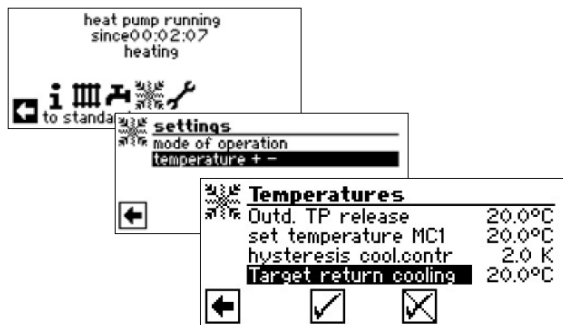 heat pump running
since00:02:07
heating
to standa
settings
mode of operation
temperature + -
Temperatures
Outd. TP release 20.0°C
set temperature MC1 20.0°C
hysteresis cool.contr 2.0 K
Target return cooling 20.0°C